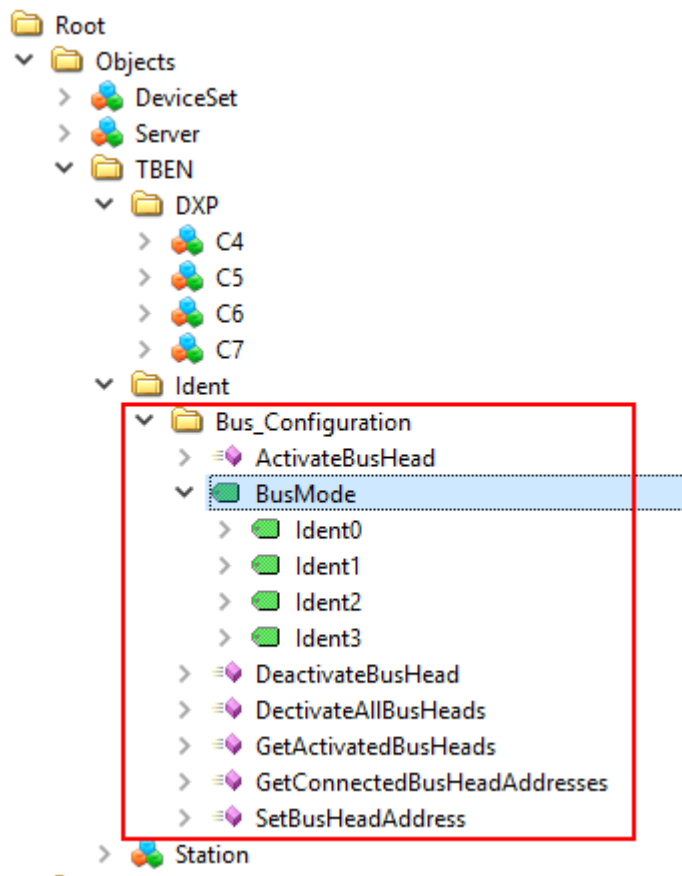 Root
Objects
DeviceSet
Server
TBEN
DXP
C4
C5
C6
C7
Ident
Bus_Configuration
ActivateBusHead
BusMode
Ident0
Ident1
Ident2
Ident3
DeactivateBusHead
DectivateAllBusHeads
GetActivatedBusHeads
GetConnectedBusHeadAddresses
SetBusHeadAddress
Station